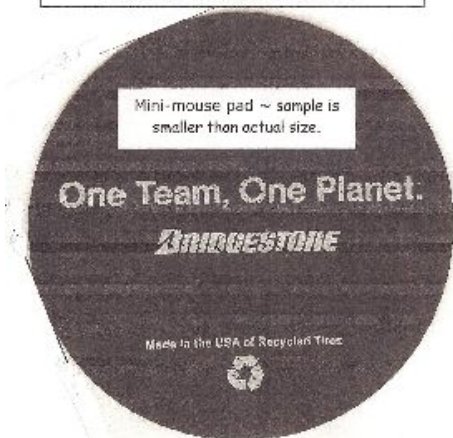 Mini-mouse pad ~ sample is
smaller than actual size.
One Team, One Planet.
BRIDGESTONE
Made in the USA of Recycled Tires